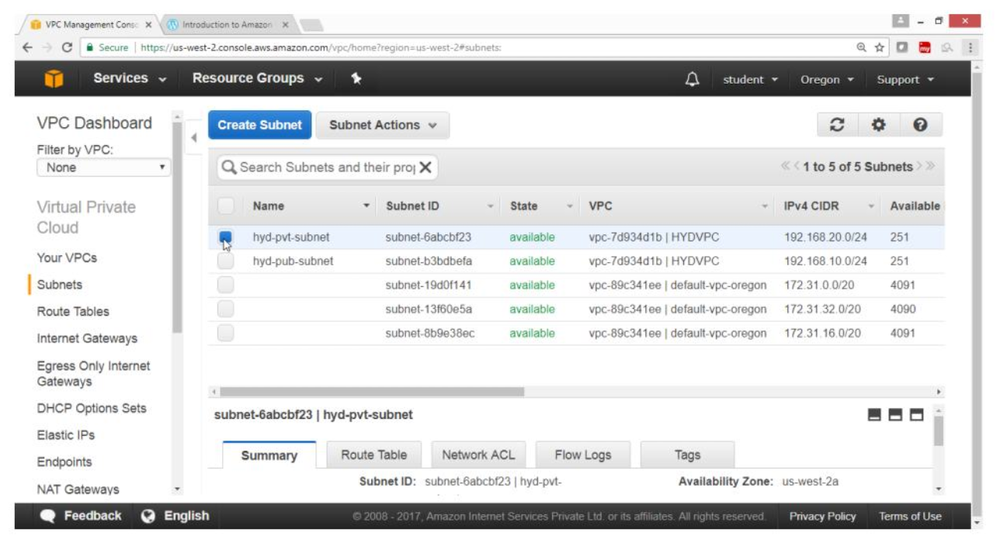 VPC Management Consc X Introduction to Amazon X
Secure | https://us-west-2.console.aws.amazon.com/vpc/home?region=us-west-2#subnets:
Services Resource Groups student Oregon Support
VPC Dashboard
Filter by VPC:
None
Virtual Private
Cloud
Your VPCs
Subnets
Route Tables
Internet Gateways
Egress Only Internet
Gateways
DHCP Options Sets
Elastic IPs
Endpoints
NAT Gateways
Create Subnet Subnet Actions
Search Subnets and their prop 1 to 5 of 5 Subnets
Name Subnet ID State VPC IPv4 CIDR Available
hyd-pvt-subnet subnet-6abcbf23 available vpc-7d934d1b | HYDVPC 192.168.20.0/24 251
hyd-pub-subnet subnet-b3bdbefa available vpc-7d934d1b | HYDVPC 192.168.10.0/24 251
subnet-19d0f141 available vpc-89c341ee | default-vpc-oregon 172.31.0.0/20 4091
subnet-13f60e5a available vpc-89c341ee | default-vpc-oregon 172.31.32.0/20 4090
subnet-8b9e38ec available vpc-89c341ee | default-vpc-oregon 172.31.16.0/20 4091
subnet-6abcbf23 | hyd-pvt-subnet
Summary Route Table Network ACL Flow Logs Tags
Subnet ID: subnet-6abcbf23 | hyd-pvt- Availability Zone: us-west-2a
Feedback English © 2008 - 2017, Amazon Internet Services Private Ltd. or its affiliates. All rights reserved. Privacy Policy Terms of Use